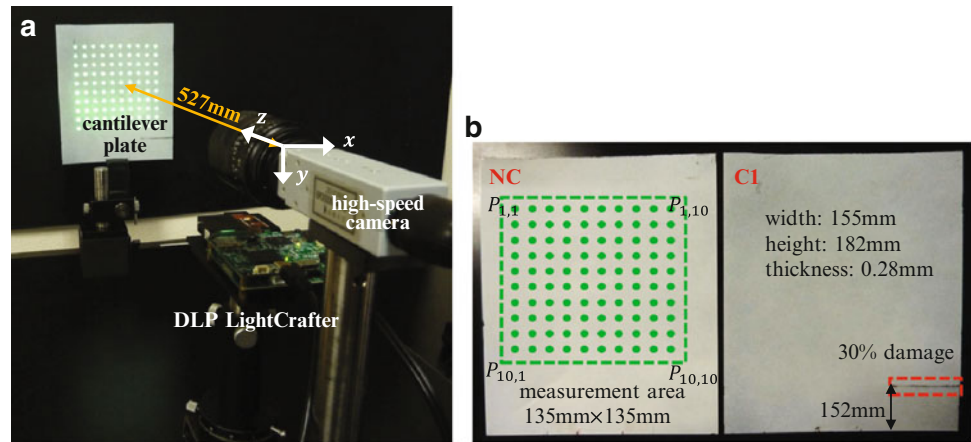 a
527mm
cantilever
plate
z
x
y
high-speed
camera
DLP LightCrafter
b
NC
P1,1
P1,10
P10,1
P10,10
measurement area
135mm×135mm
C1
width: 155mm
height: 182mm
thickness: 0.28mm
30% damage
152mm